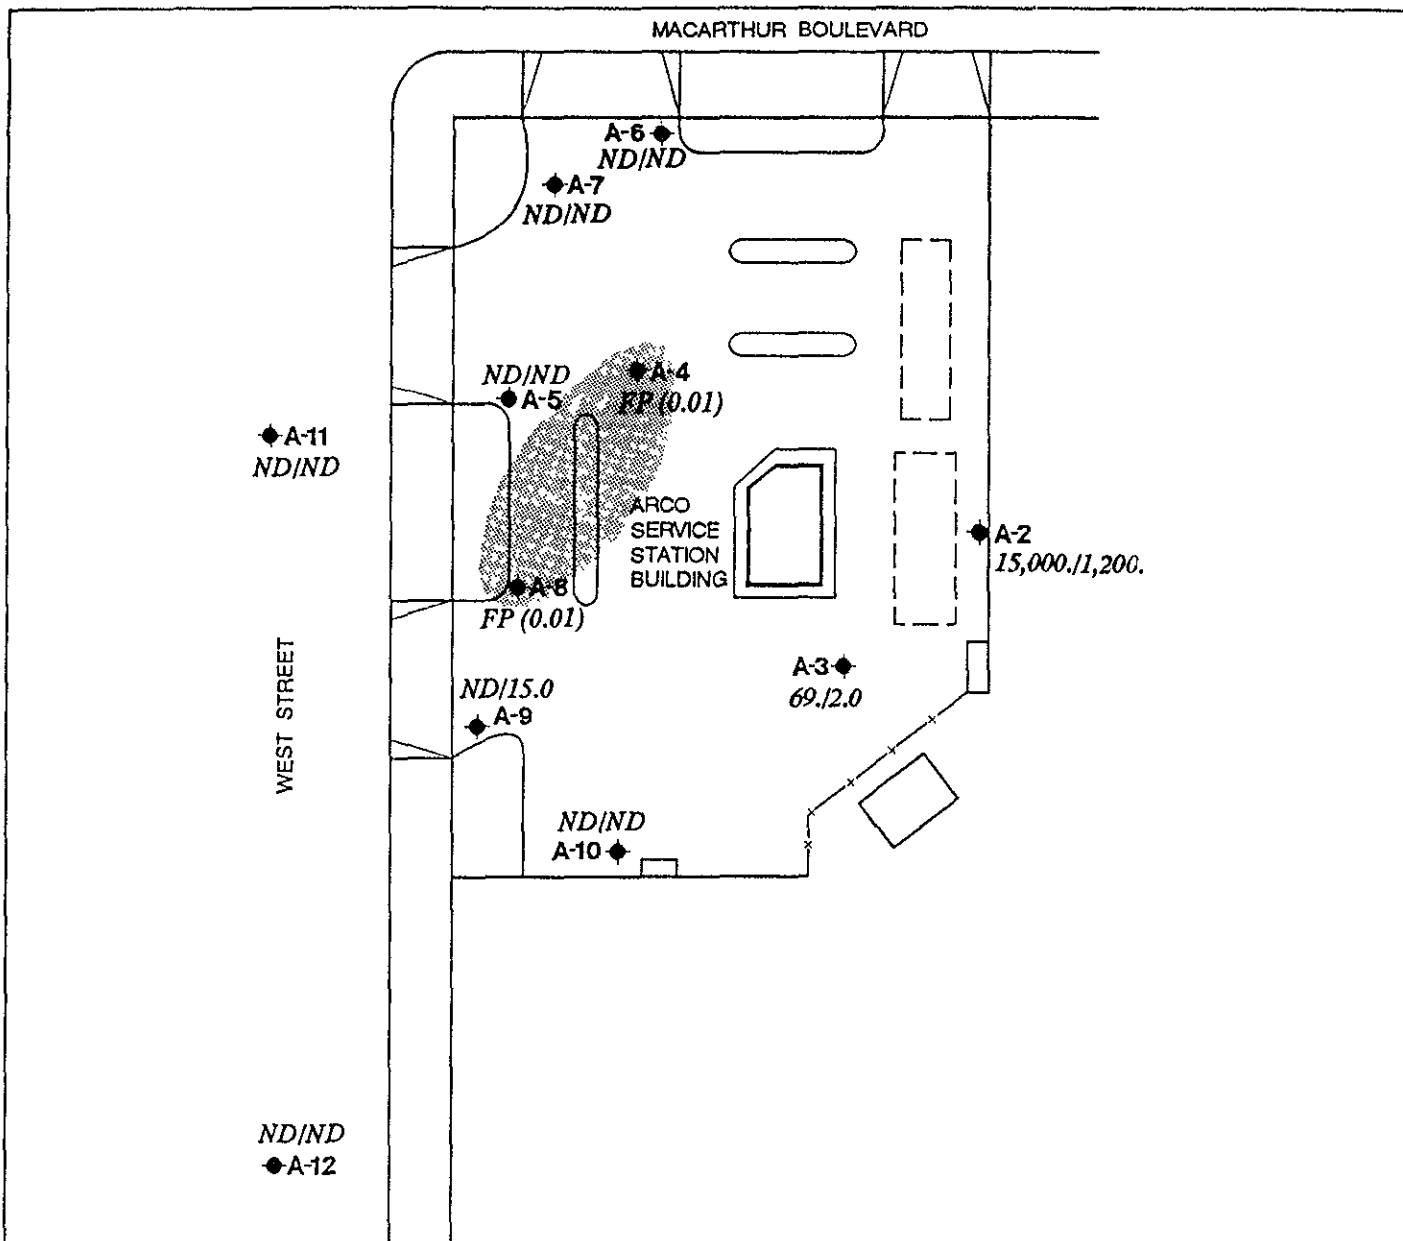 MACARTHUR BOULEVARD
A-6
ND/ND
A-7
ND/ND
A-4
FP (0.01)
ND/ND
A-5
A-11
ND/ND
ARCO
SERVICE
STATION
BUILDING
A-2
15,000./1,200.
A-8
FP (0.01)
WEST STREET
A-3
69./2.0
ND/15.0
A-9
ND/ND
A-10
ND/ND
A-12